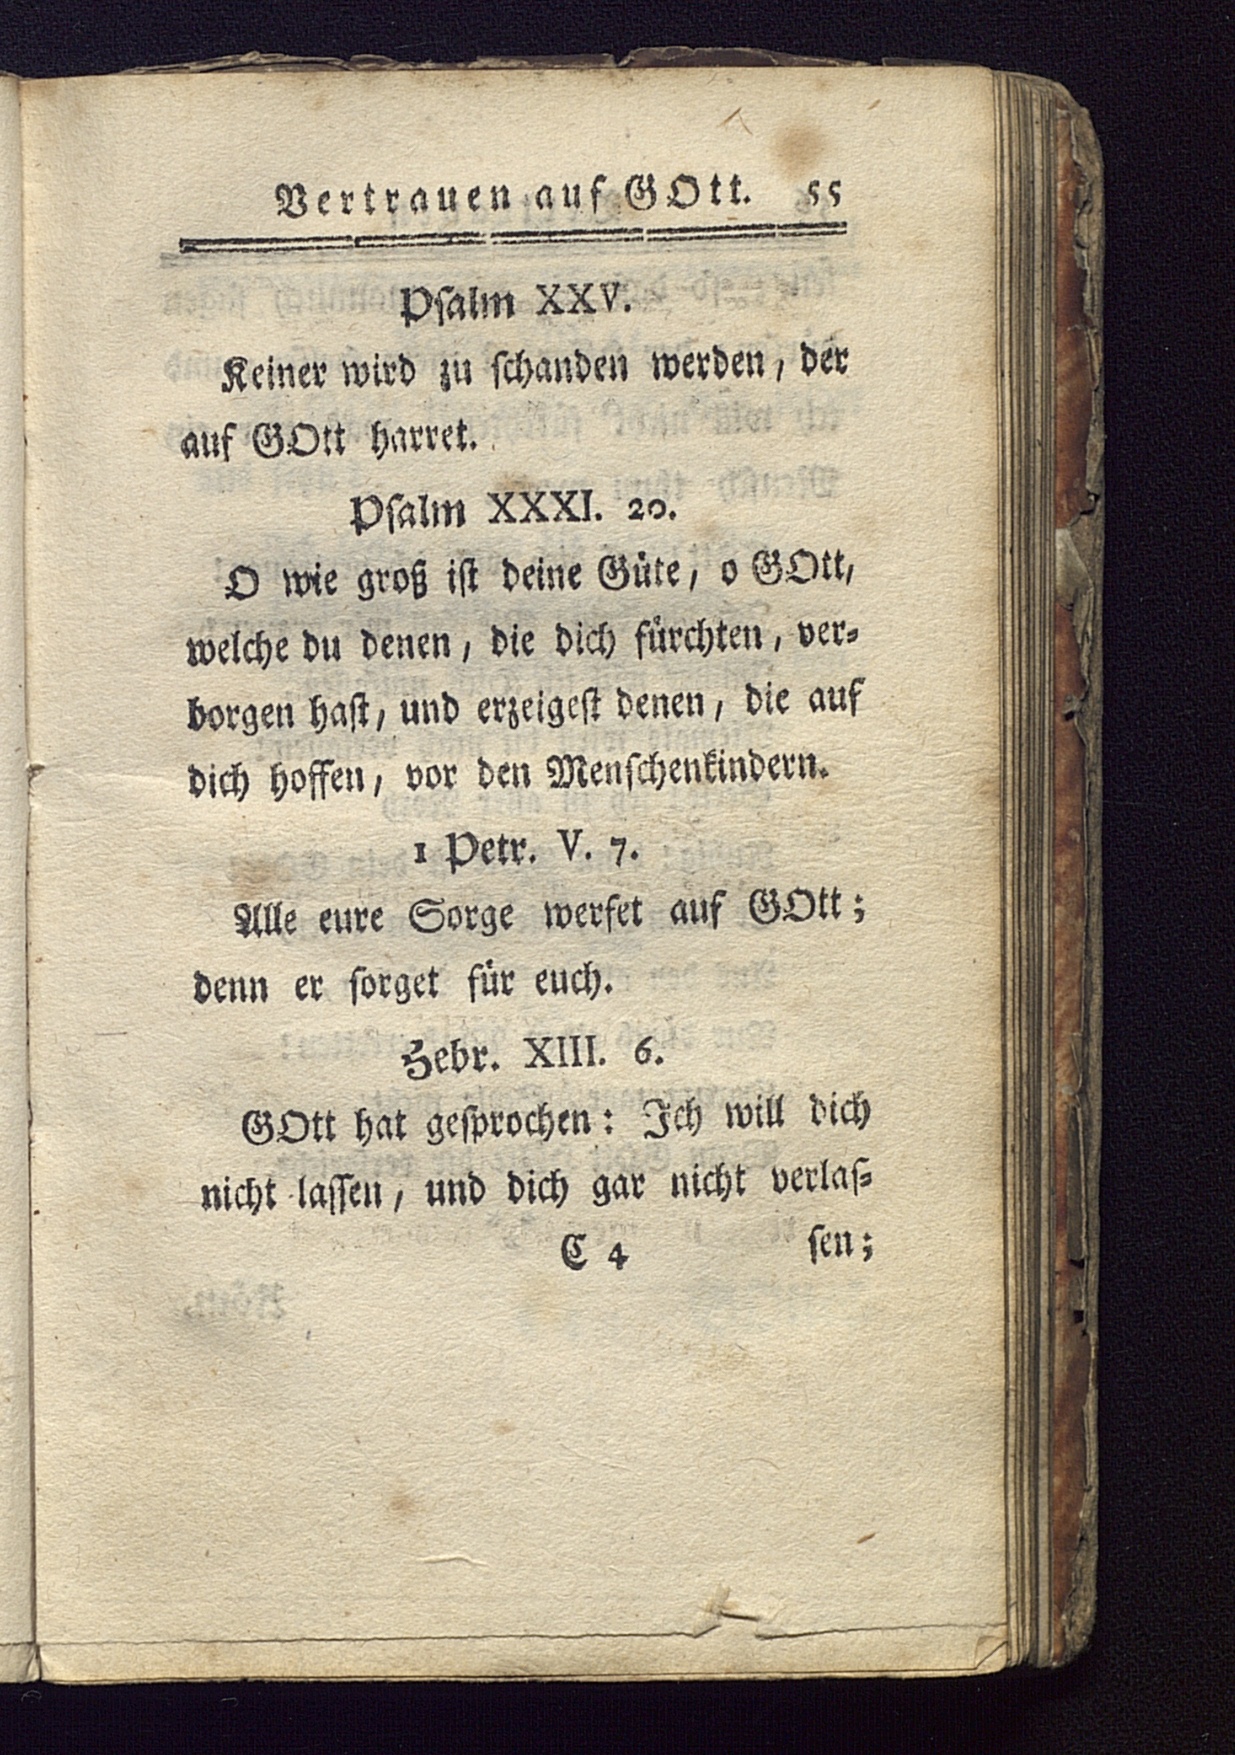 Vertrauen auf GOtt. 55
Psalm XXV.
Keiner wird zu schanden werden, der
auf GOtt harret.
Psalm XXXI. 20.
O wie groß ist deine Güte, o GOtt,
welche du denen, die dich fürchten, ver-
borgen hast, und erzeigest denen, die auf
dich hoffen, vor den Menschenkindern.
1 Petr. V. 7.
Alle eure Sorge werfet auf GOtt;
denn er sorget für euch.
Hebr. XIII. 6.
GOtt hat gesprochen: Ich will dich
nicht lassen, und dich gar nicht verlas-
C 4 sen;